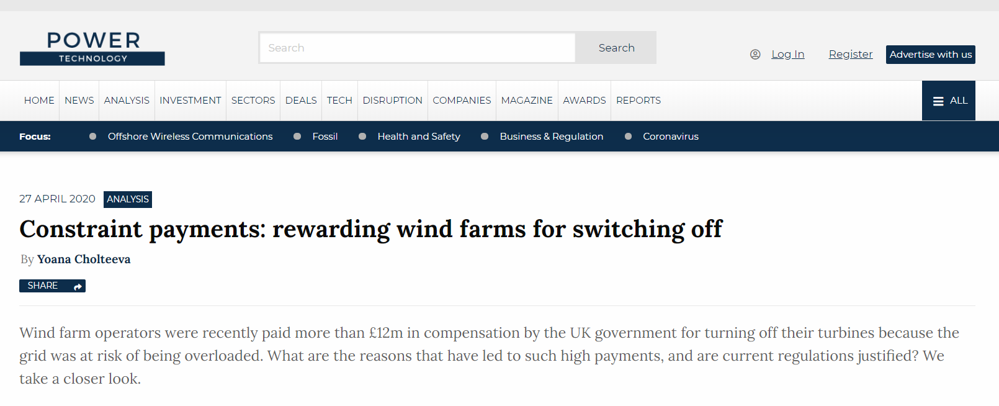 POWER
TECHNOLOGY
Search
Search
Log In
Register
Advertise with us
HOME
NEWS
ANALYSIS
INVESTMENT
SECTORS
DEALS
TECH
DISRUPTION
COMPANIES
MAGAZINE
AWARDS
REPORTS
ALL
Focus:
Offshore Wireless Communications
Fossil
Health and Safety
Business & Regulation
Coronavirus
27 APRIL 2020
ANALYSIS
Constraint payments: rewarding wind farms for switching off
By Yoana Cholteeva
SHARE
Wind farm operators were recently paid more than £12m in compensation by the UK government for turning off their turbines because the
grid was at risk of being overloaded. What are the reasons that have led to such high payments, and are current regulations justified? We
take a closer look.